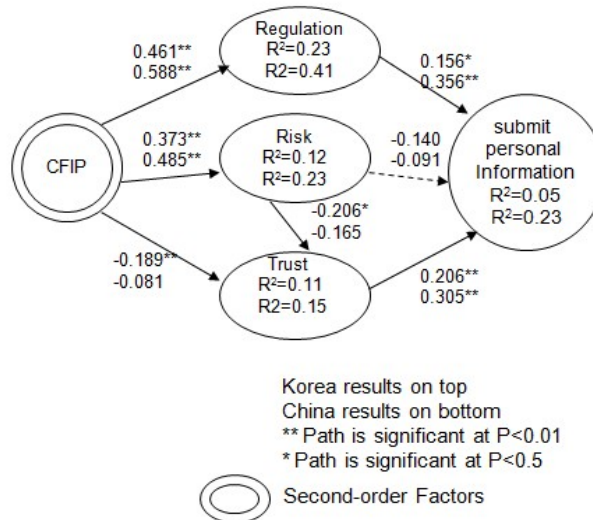 Regulation
R²=0.23
R2=0.41
0.461**
0.588**
0.156*
0.356**
CFIP
0.373**
0.485**
Risk
R²=0.12
R²=0.23
-0.140
-0.091
submit
personal
Information
R²=0.05
R²=0.23
-0.206*
-0.165
-0.189**
-0.081
Trust
R²=0.11
R2=0.15
0.206**
0.305**
Korea results on top
China results on bottom
** Path is significant at P<0.01
* Path is significant at P<0.5
Second-order Factors